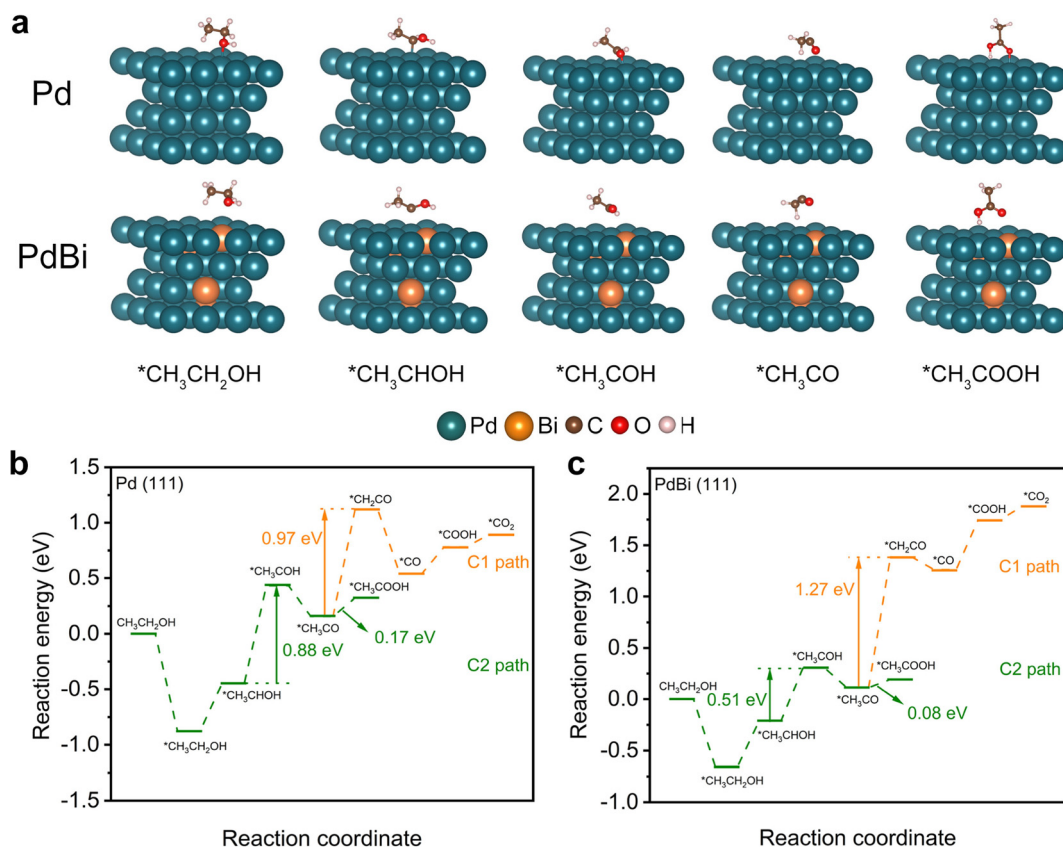 a
Pd
PdBi
*CH₃CH₂OH *CH₃CHOH *CH₃COH *CH₃CO *CH₃COOH
Pd Bi C O H
b
Pd (111)
Reaction energy (eV)
1.5
1.0
0.5
0.0
-0.5
-1.0
-1.5
CH₃CH₂OH
*CH₃CH₂OH
*CH₃CHOH
0.88 eV
*CH₃COH
*CH₃CO
0.97 eV
*CH₂CO
*CO
*COOH
*CO₂
C1 path
*CH₃COOH
0.17 eV
C2 path
Reaction coordinate
c
PdBi (111)
Reaction energy (eV)
2.0
1.5
1.0
0.5
0.0
-0.5
-1.0
CH₃CH₂OH
*CH₃CH₂OH
*CH₃CHOH
0.51 eV
*CH₃COH
*CH₃CO
1.27 eV
*CH₂CO
*CO
*COOH
*CO₂
C1 path
*CH₃COOH
0.08 eV
C2 path
Reaction coordinate